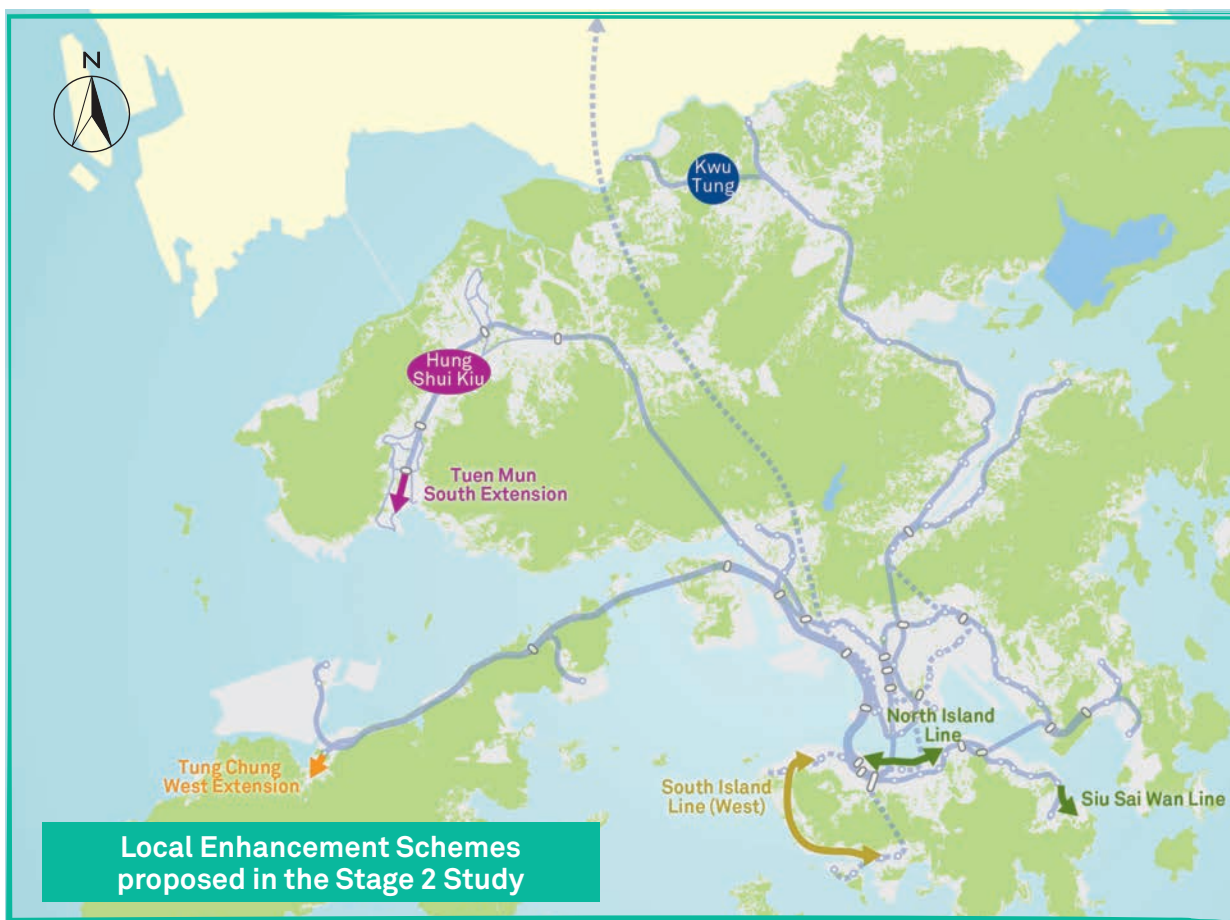 N
Kwu
Tung
Hung
Shui Kiu
Tuen Mun
South Extension
North Island
Line
Tung Chung
West Extension
South Island
Line (West)
Siu Sai Wan Line
Local Enhancement Schemes
proposed in the Stage 2 Study